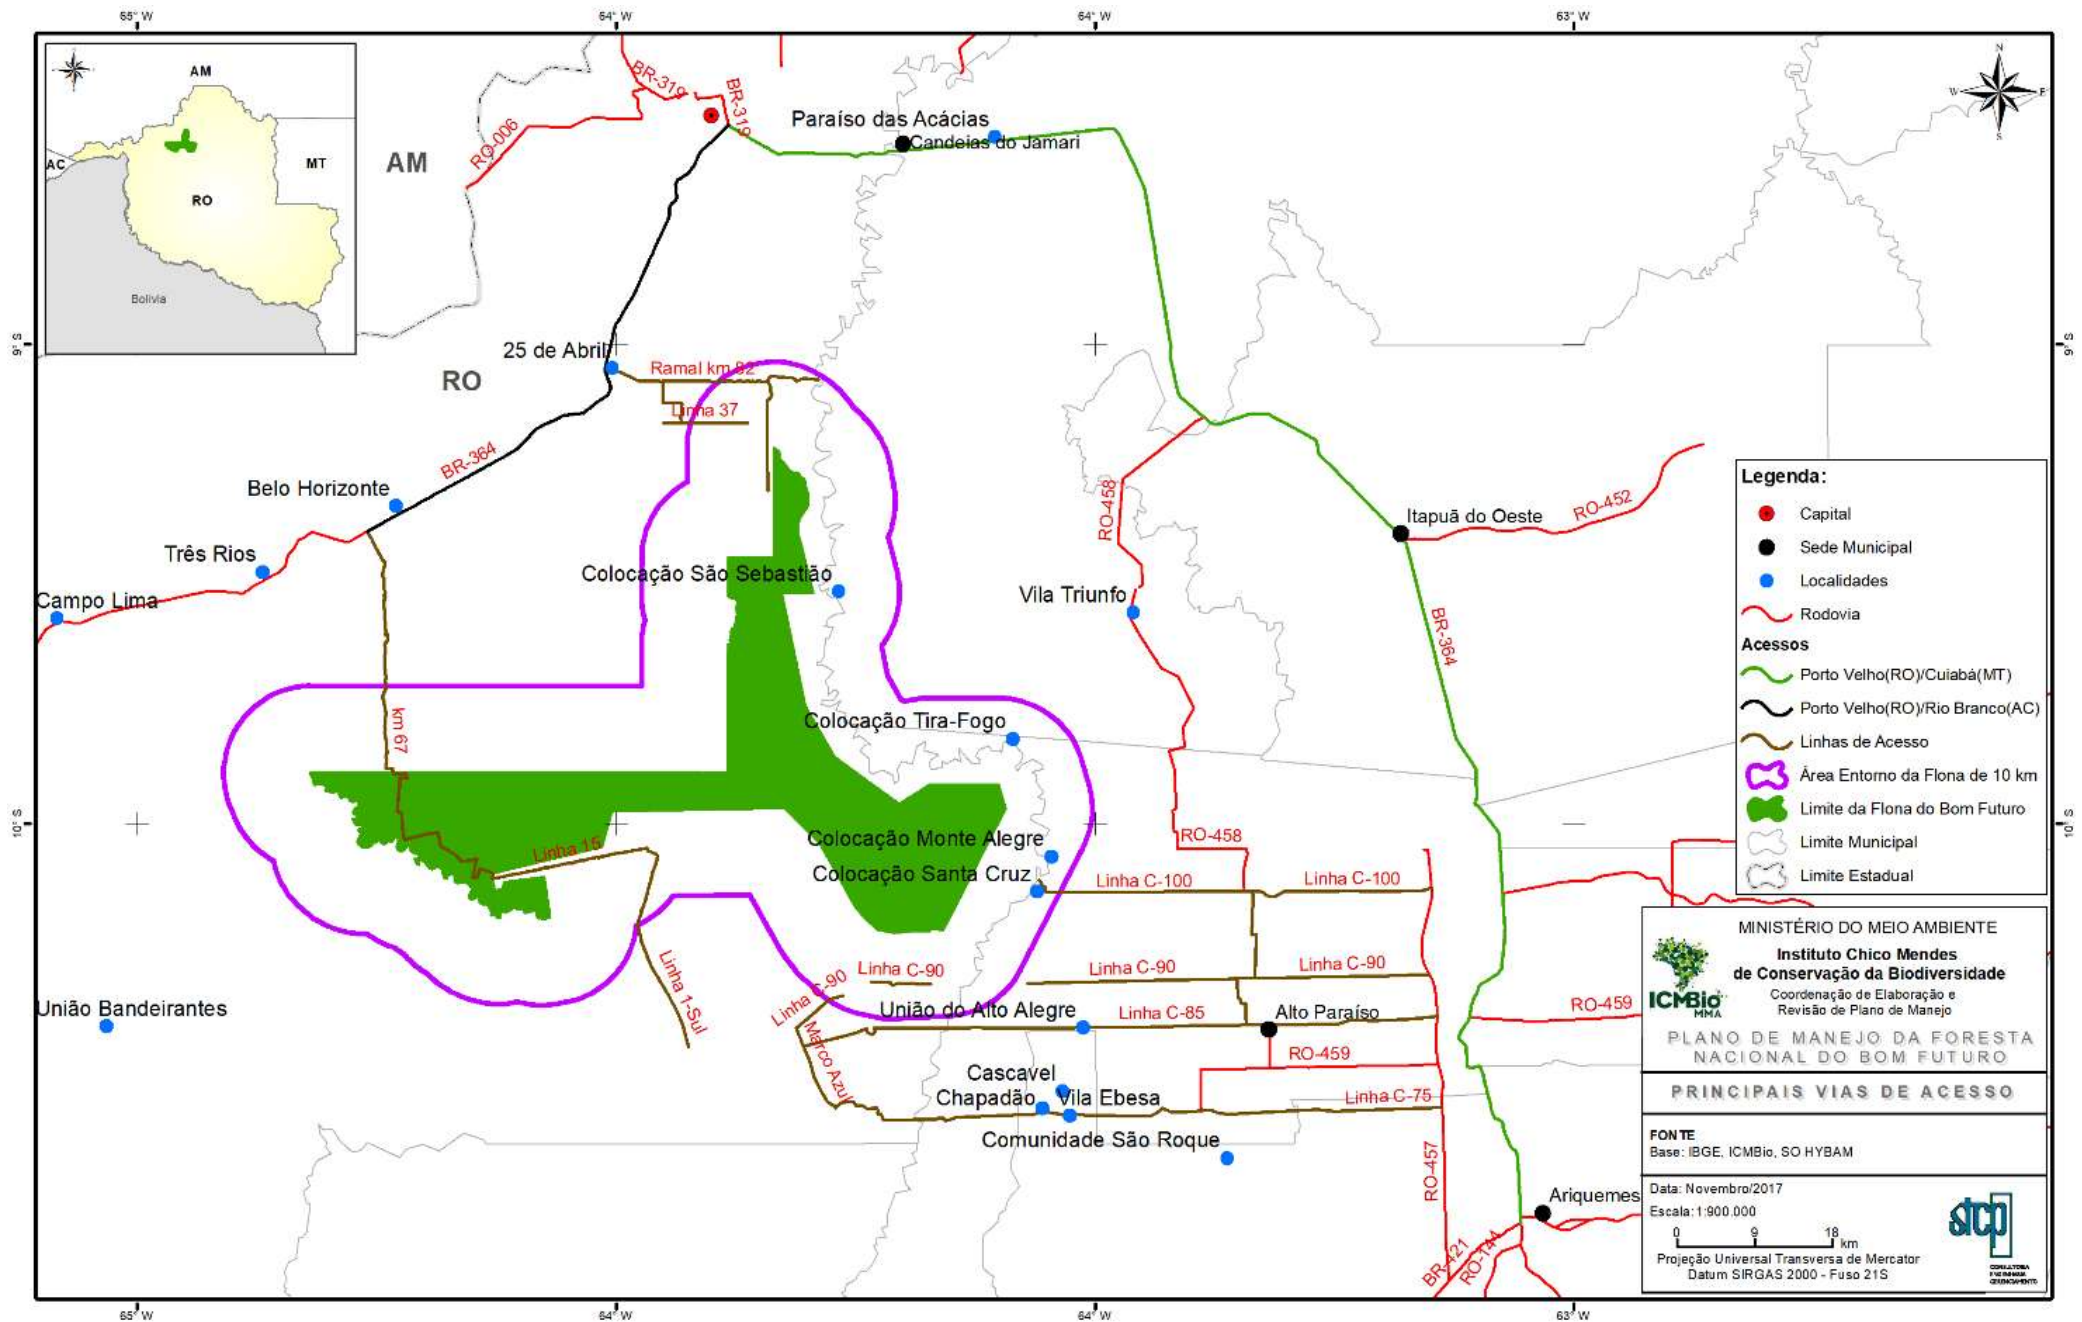 65° W
64° W
64° W
63° W
AM
AC
MT
RO
Bolívia
N
W
E
S
BR-319
BR-319
RO-006
AM
Paraíso das Acácias
Candeias do Jamari
9° S
9° S
25 de Abril
Ramal km 82
RO
Linha 37
BR-364
Belo Horizonte
RO-458
Itapuã do Oeste
RO-452
Três Rios
Colocação São Sebastião
Campo Lima
Vila Triunfo
BR-364
km 67
Colocação Tira-Fogo
10° S
10° S
RO-458
Colocação Monte Alegre
Linha 15
Colocação Santa Cruz
Linha C-100
Linha C-100
Linha C-90
Linha C-90
Linha C-90
Linha C-90
Linha 1-Sul
União Bandeirantes
União do Alto Alegre
Linha C-85
Alto Paraíso
RO-459
Marco Azul
RO-459
Cascavel
Chapadão
Vila Ebesa
Linha C-75
Comunidade São Roque
RO-457
Ariquemes
BR-421
RO-144
Legenda:
Capital
Sede Municipal
Localidades
Rodovia
Acessos
Porto Velho(RO)/Cuiabá(MT)
Porto Velho(RO)/Rio Branco(AC)
Linhas de Acesso
Área Entorno da Flona de 10 km
Limite da Flona do Bom Futuro
Limite Municipal
Limite Estadual
MINISTÉRIO DO MEIO AMBIENTE
Instituto Chico Mendes
de Conservação da Biodiversidade
Coordenação de Elaboração e
Revisão de Plano de Manejo
ICMBio
MMA
PLANO DE MANEJO DA FORESTA
NACIONAL DO BOM FUTURO
PRINCIPAIS VIAS DE ACESSO
FONTE
Base: IBGE, ICMBio, SO HYBAM
Data: Novembro/2017
Escala: 1:900.000
0 9 18
km
Projeção Universal Transversa de Mercator
Datum SIRGAS 2000 - Fuso 21S
stcp
65° W
64° W
64° W
63° W